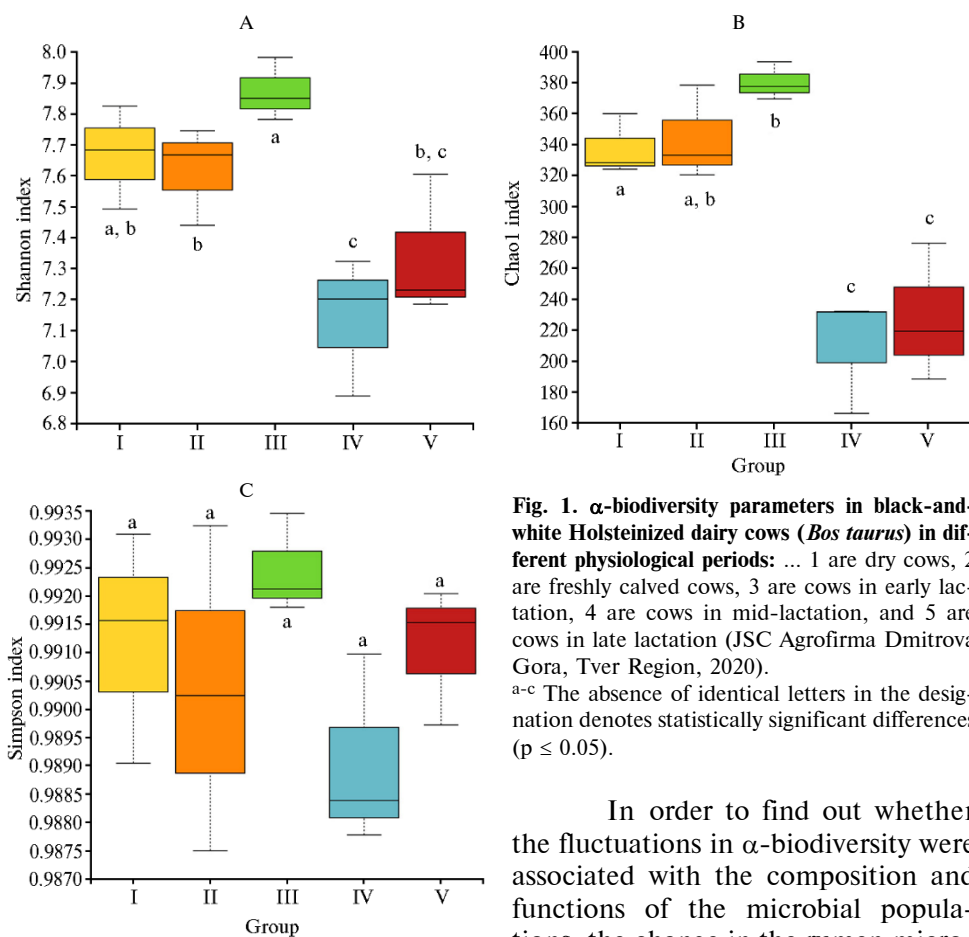 A
Shannon index
8.0
7.9
7.8
7.7
7.6
7.5
7.4
7.3
7.2
7.1
7.0
6.9
6.8
a, b
b
a
c
b, c
I II III IV V
B
Chao1 index
400
380
360
340
320
300
280
260
240
220
200
180
160
a
a, b
b
c
c
I II III IV V
Group
C
Simpson index
0.9935
0.9930
0.9925
0.9920
0.9915
0.9910
0.9905
0.9900
0.9895
0.9890
0.9885
0.9880
0.9875
0.9870
a
a
a
a
a
I II III IV V
Group
Fig. 1. α-biodiversity parameters in black-and-
white Holsteinized dairy cows (Bos taurus) in dif-
ferent physiological periods: ... 1 are dry cows, 2
are freshly calved cows, 3 are cows in early lac-
tation, 4 are cows in mid-lactation, and 5 are
cows in late lactation (JSC Agrofirma Dmitrova
Gora, Tver Region, 2020).
a-c The absence of identical letters in the desig-
nation denotes statistically significant differences
(p ≤ 0.05).
In order to find out whether
the fluctuations in α-biodiversity were
associated with the composition and
functions of the microbial popula-